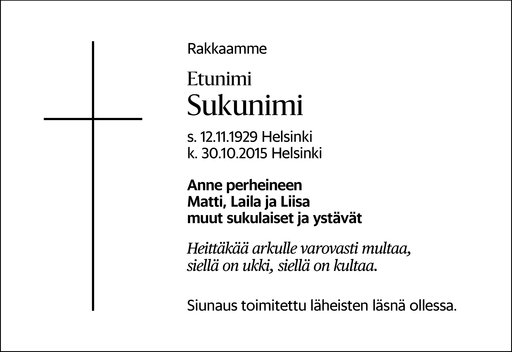 Rakkaamme
Etunimi
Sukunimi
s. 12.11.1929 Helsinki
k. 30.10.2015 Helsinki
Anne perheineen
Matti, Laila ja Liisa
muut sukulaiset ja ystävät
Heittäkää arkulle varovasti multaa,
siellä on ukki, siellä on kultaa.
Siunaus toimitettu läheisten läsnä ollessa.